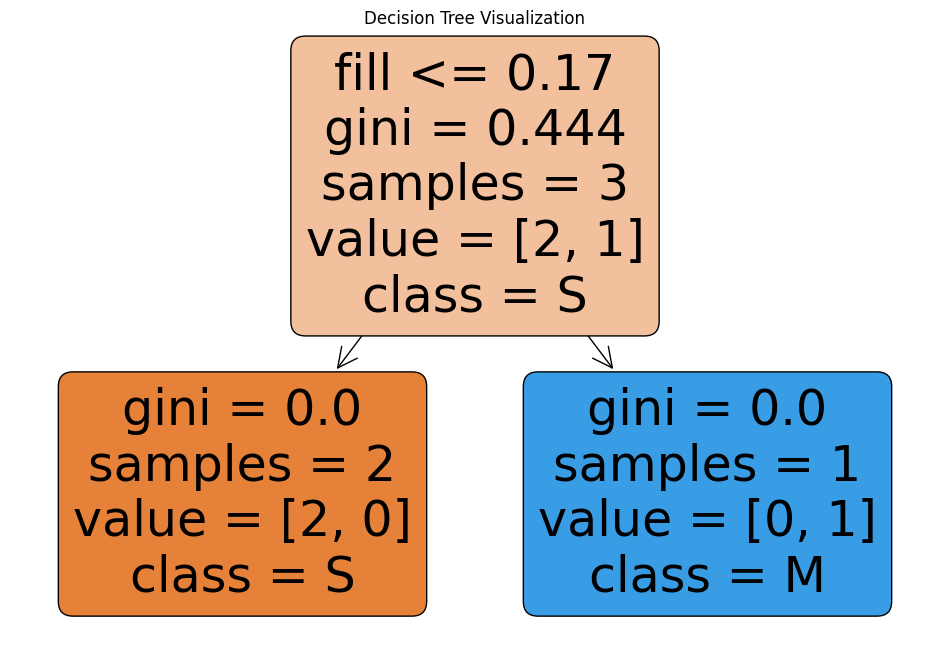 Decision Tree Visualization
fill <= 0.17
gini = 0.444
samples = 3
value = [2, 1]
class = S
gini = 0.0
samples = 2
value = [2, 0]
class = S
gini = 0.0
samples = 1
value = [0, 1]
class = M